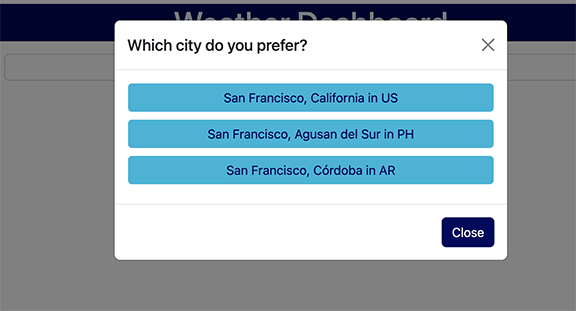 Weather Dashboard
Which city do you prefer?
San Francisco, California in US
San Francisco, Agusan del Sur in PH
San Francisco, Córdoba in AR
Close